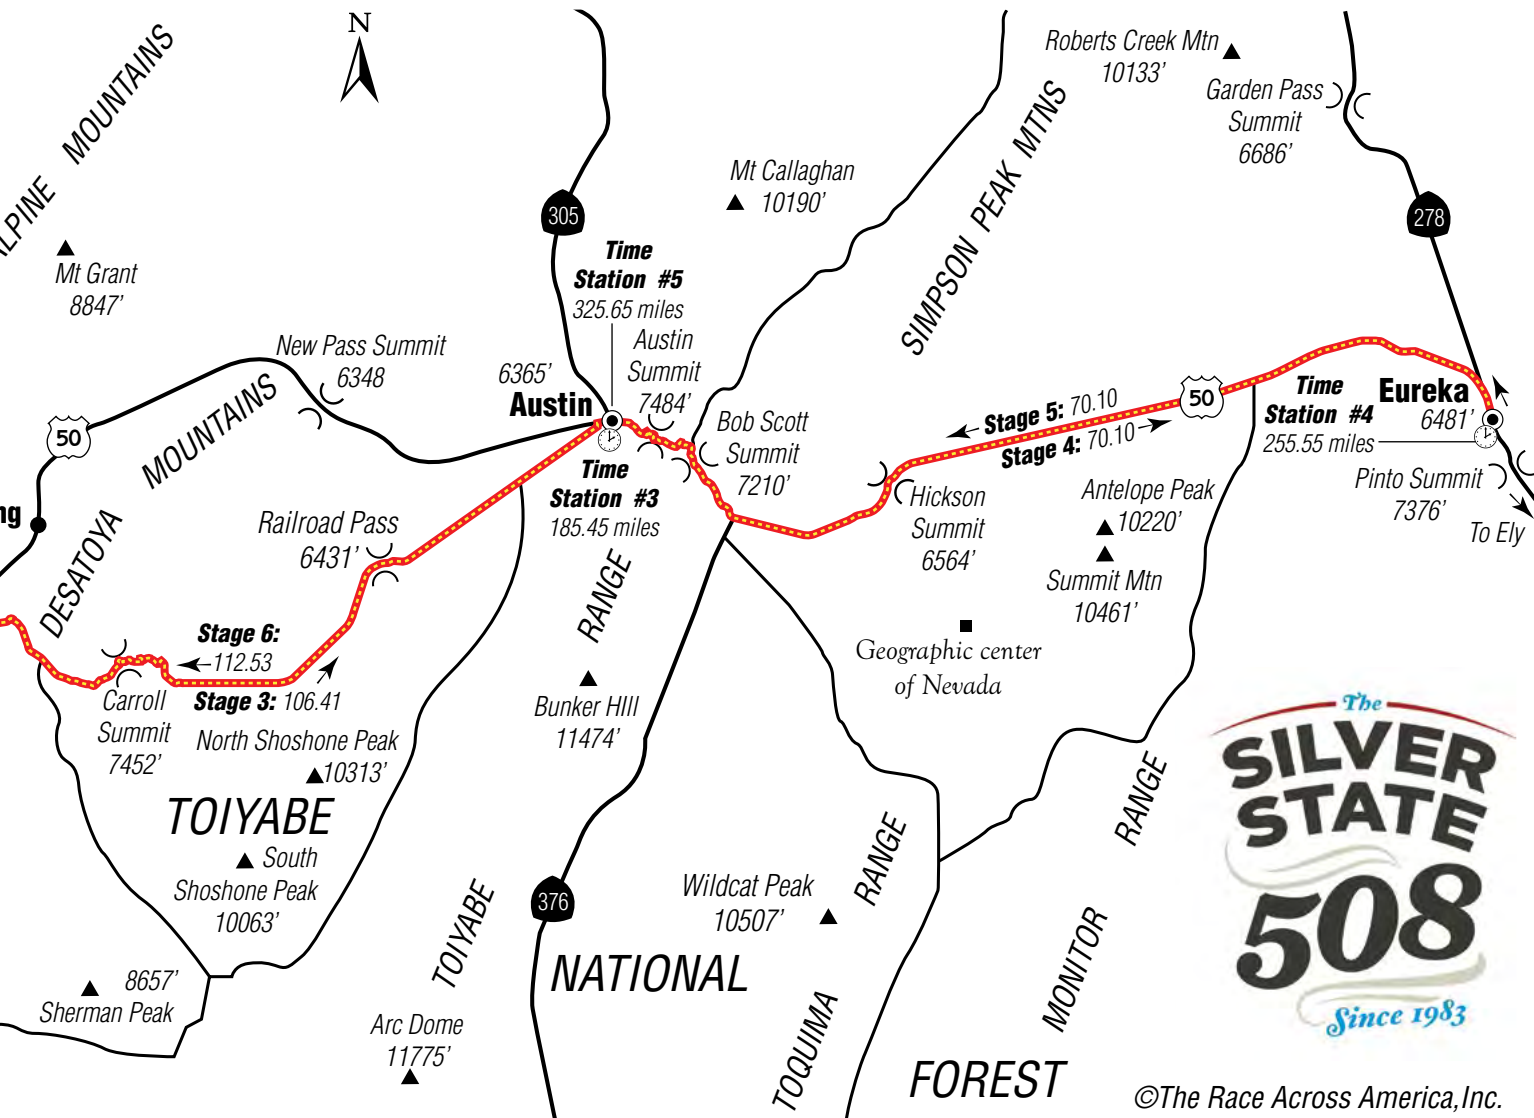 N
ALPINE MOUNTAINS
Roberts Creek Mtn
10133’
Garden Pass
Summit
6686’
Mt Callaghan
10190’
SIMPSON PEAK MTNS
305
278
Mt Grant
8847’
Time
Station #5
325.65 miles
New Pass Summit
6348
6365’
Austin
Austin
Summit
7484’
50
MOUNTAINS
DESATOYA
Bob Scott
Summit
7210’
Stage 5: 70.10
Stage 4: 70.10
50
Time
Station #4
255.55 miles
Eureka
6481’
Pinto Summit
7376’
To Ely
Time
Station #3
185.45 miles
Hickson
Summit
6564’
Antelope Peak
10220’
Summit Mtn
10461’
ng
Railroad Pass
6431’
Stage 6:
112.53
Stage 3: 106.41
Carroll
Summit
7452’
North Shoshone Peak
10313’
RANGE
Bunker HIll
11474’
Geographic center
of Nevada
TOIYABE
South
Shoshone Peak
10063’
8657’
Sherman Peak
TOIYABE
Arc Dome
11775’
376
NATIONAL
Wildcat Peak
10507’
RANGE
TOQUIMA
RANGE
MONITOR
FOREST
The
SILVER
STATE
508
Since 1983
©The Race Across America,Inc.